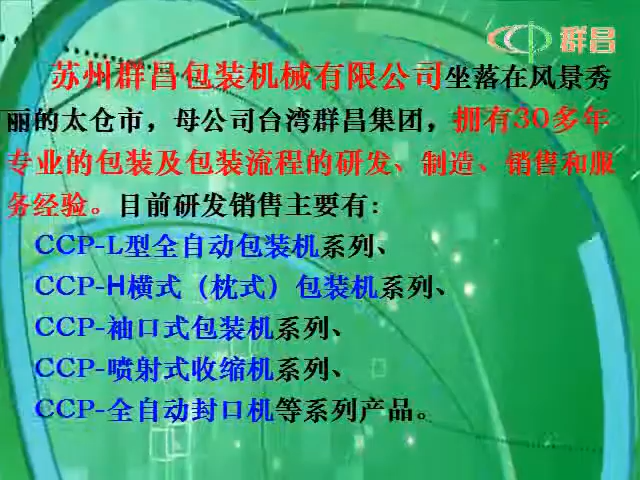 群昌
苏州群昌包装机械有限公司坐落在风景秀
丽的太仓市，母公司台湾群昌集团，拥有30多年
专业的包装及包装流程的研发、制造、销售和服
务经验。目前研发销售主要有：
CCP-L型全自动包装机系列、
CCP-H横式（枕式）包装机系列、
CCP-袖口式包装机系列、
CCP-喷射式收缩机系列、
CCP-全自动封口机等系列产品。